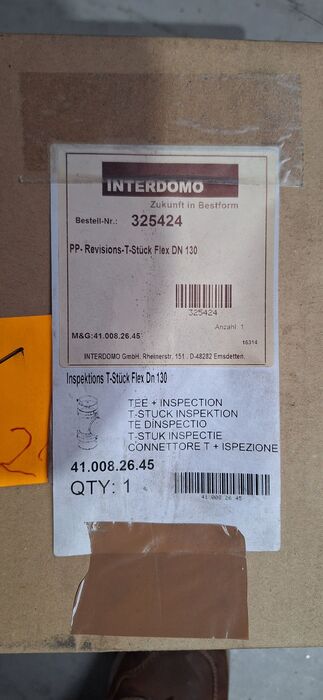 INTERDOMO
Zukunft in Bestform
Bestell-Nr.: 325424
PP- Revisions-T-Stück Flex DN 130
325424
Anzahl: 1
M&G:41.008.26.45
16314
INTERDOMO GmbH. Rheinerstr. 151 . D-48282 Emsdetten.
Inspektions T-Stück Flex Dn 130
TEE + INSPECTION
T-STUCK INSPEKTION
TE DINSPECTIO
T-STUK INSPECTIE
CONNETTORE T + ISPEZIONE
41.008.26.45
QTY: 1
41 008 26.45
2